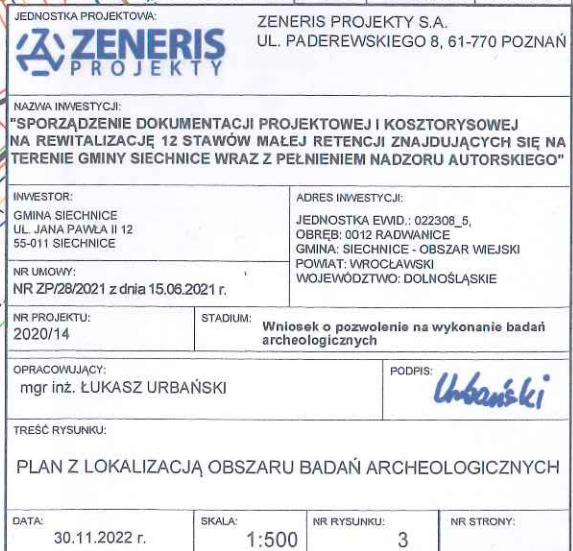 JEDNOSTKA PROJEKTOWA:
ZENERIS
PROJEKTY
ZENERIS PROJEKTY S.A.
UL. PADEREWSKIEGO 8, 61-770 POZNAŃ
NAZWA INWESTYCJI:
"SPORZĄDZENIE DOKUMENTACJI PROJEKTOWEJ I KOSZTORYSOWEJ
NA REWITALIZACJĘ 12 STAWÓW MAŁEJ RETENCJI ZNAJDUJĄCYCH SIĘ NA
TERENIE GMINY SIECHNICE WRAZ Z PEŁNIENIEM NADZORU AUTORSKIEGO"
INWESTOR:
GMINA SIECHNICE
UL. JANA PAWŁA II 12
55-011 SIECHNICE
NR UMOWY:
NR ZP/28/2021 z dnia 15.06.2021 r.
ADRES INWESTYCJI:
JEDNOSTKA EWID.: 022308_5,
OBRĘB: 0012 RADWANICE
GMINA: SIECHNICE - OBSZAR WIEJSKI
POWIAT: WROCŁAWSKI
WOJEWÓDZTWO: DOLNOŚLĄSKIE
NR PROJEKTU:
2020/14
STADIUM:
Wniosek o pozwolenie na wykonanie badań
archeologicznych
OPRACOWUJĄCY:
mgr inż. ŁUKASZ URBAŃSKI
PODPIS:
Urbański
TREŚĆ RYSUNKU:
PLAN Z LOKALIZACJĄ OBSZARU BADAŃ ARCHEOLOGICZNYCH
DATA:
30.11.2022 r.
SKALA:
1:500
NR RYSUNKU:
3
NR STRONY: